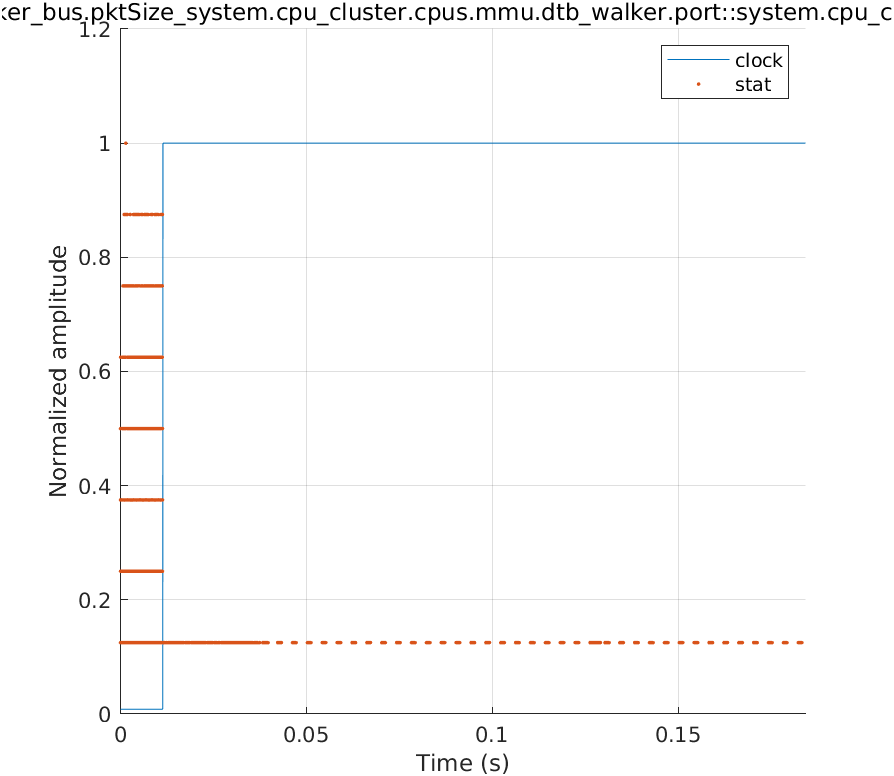 ker_bus.pktSize_system.cpu_cluster.cpus.mmu.dtb_walker.port::system.cpu_c
clock
stat
Normalized amplitude
1.2
1
0.8
0.6
0.4
0.2
0
0 0.05 0.1 0.15
Time (s)